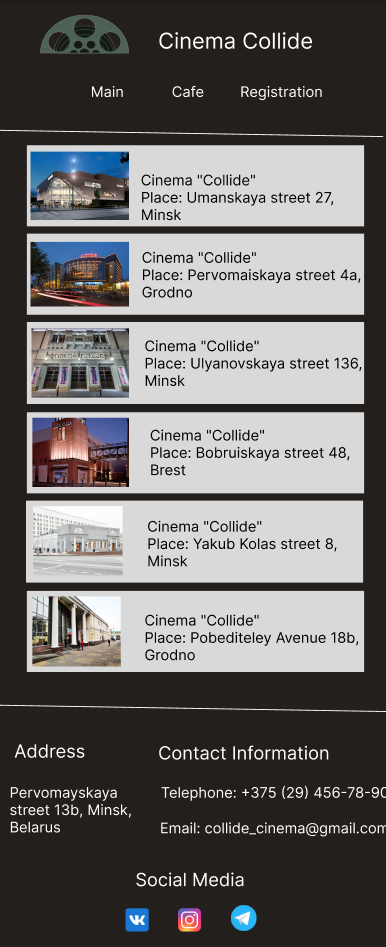 Cinema Collide
Main Cafe Registration
Cinema "Collide"
Place: Umanskaya street 27,
Minsk
Cinema "Collide"
Place: Pervomaiskaya street 4a,
Grodno
Cinema "Collide"
Place: Ulyanovskaya street 136,
Minsk
Cinema "Collide"
Place: Bobruiskaya street 48,
Brest
Cinema "Collide"
Place: Yakub Kolas street 8,
Minsk
Cinema "Collide"
Place: Pobediteley Avenue 18b,
Grodno
Address
Pervomayskaya
street 13b, Minsk,
Belarus
Contact Information
Telephone: +375 (29) 456-78-90
Email: collide_cinema@gmail.com
Social Media